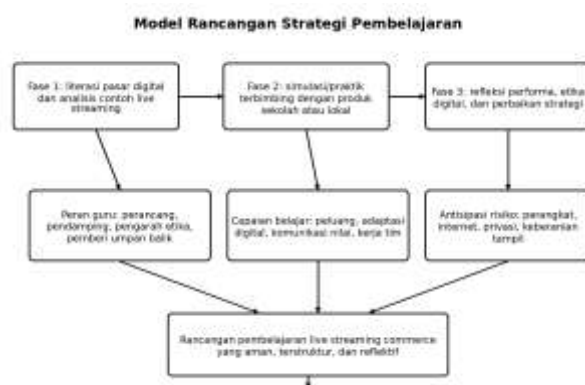 Model Rancangan Strategi Pembelajaran
Fase 1: literasi pasar digital
dan analisis contoh live
streaming
Fase 2: simulasi/praktik
terbimbing dengan produk
sekolah atau lokal
Fase 3: refleksi performa, etika
digital, dan perbaikan strategi
Peran guru: perancang,
pendamping, pengarah etika,
pemberi umpan balik
Capaian belajar: peluang, adaptasi
digital, komunikasi nilai, kerja tim
Antisipasi risiko: perangkat,
internet, privasi, keberanian
tampil
Rancangan pembelajaran live streaming commerce
yang aman, terstruktur, dan reflektif